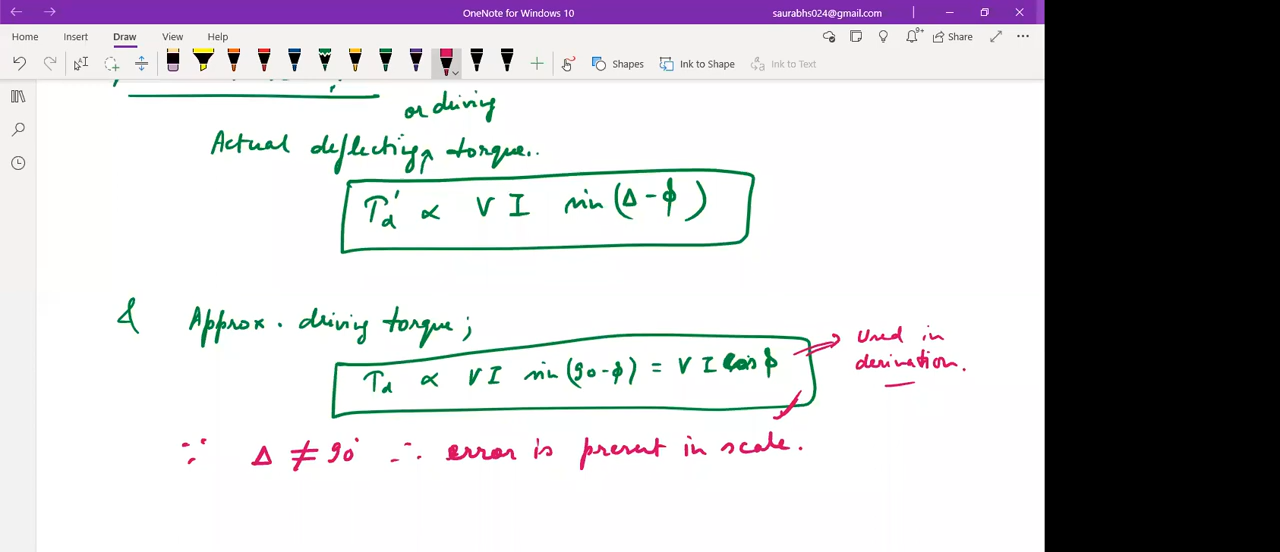 OneNote for Windows 10
saurabhs024@gmail.com
Home Insert Draw View Help
Share
Shapes
Ink to Shape
Ink to Text
or driving
Actual deflecting, torque..
Td' ∝ V I sin(Δ-ϕ)
& Approx. driving torque;
Td ∝ VI sin(90-ϕ) = V I Cos ϕ
Used in
derivation.
∵ Δ ≠ 90° ∴ error is present in scale.